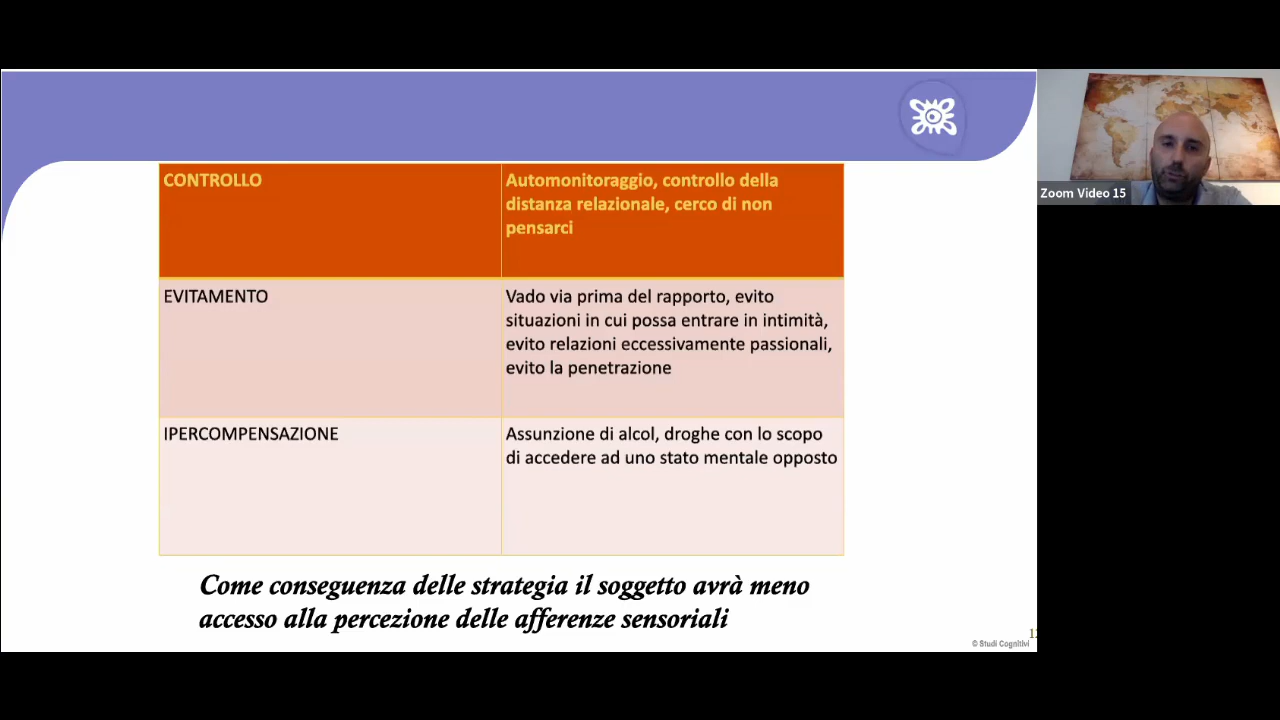 CONTROLLO
Automonitoraggio, controllo della
distanza relazionale, cerco di non
pensarci
EVITAMENTO
Vado via prima del rapporto, evito
situazioni in cui possa entrare in intimità,
evito relazioni eccessivamente passionali,
evito la penetrazione
IPERCOMPENSAZIONE
Assunzione di alcol, droghe con lo scopo
di accedere ad uno stato mentale opposto
Come conseguenza delle strategia il soggetto avrà meno
accesso alla percezione delle afferenze sensoriali
© Studi Cognitivi
Zoom Video 15